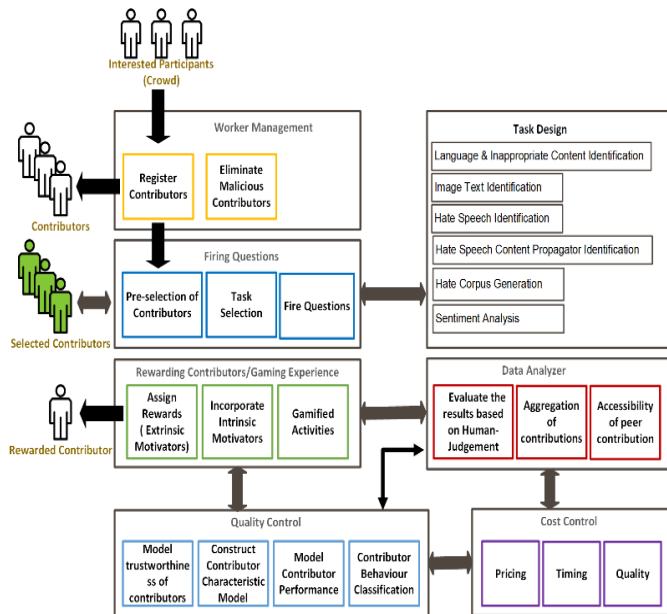 Interested Participants
(Crowd)
Worker Management
Register
Contributors
Eliminate
Malicious
Contributors
Contributors
Task Design
Language & Inappropriate Content Identification
Image Text Identification
Hate Speech Identification
Hate Speech Content Propagator Identification
Hate Corpus Generation
Sentiment Analysis
Firing Questions
Pre-selection of
Contributors
Task
Selection
Fire Questions
Selected Contributors
Rewarding Contributors/Gaming Experience
Assign
Rewards
( Extrinsic
Motivators)
Incorporate
Intrinsic
Motivators
Gamified
Activities
Rewarded Contributor
Data Analyzer
Evaluate the
results based
on Human-
Judgement
Aggregation
of
contributions
Accessibility
of peer
contribution
Quality Control
Model
trustworthine
ss of
contributors
Construct
Contributor
Characteristic
Model
Model
Contributor
Performance
Contributor
Behaviour
Classification
Cost Control
Pricing
Timing
Quality